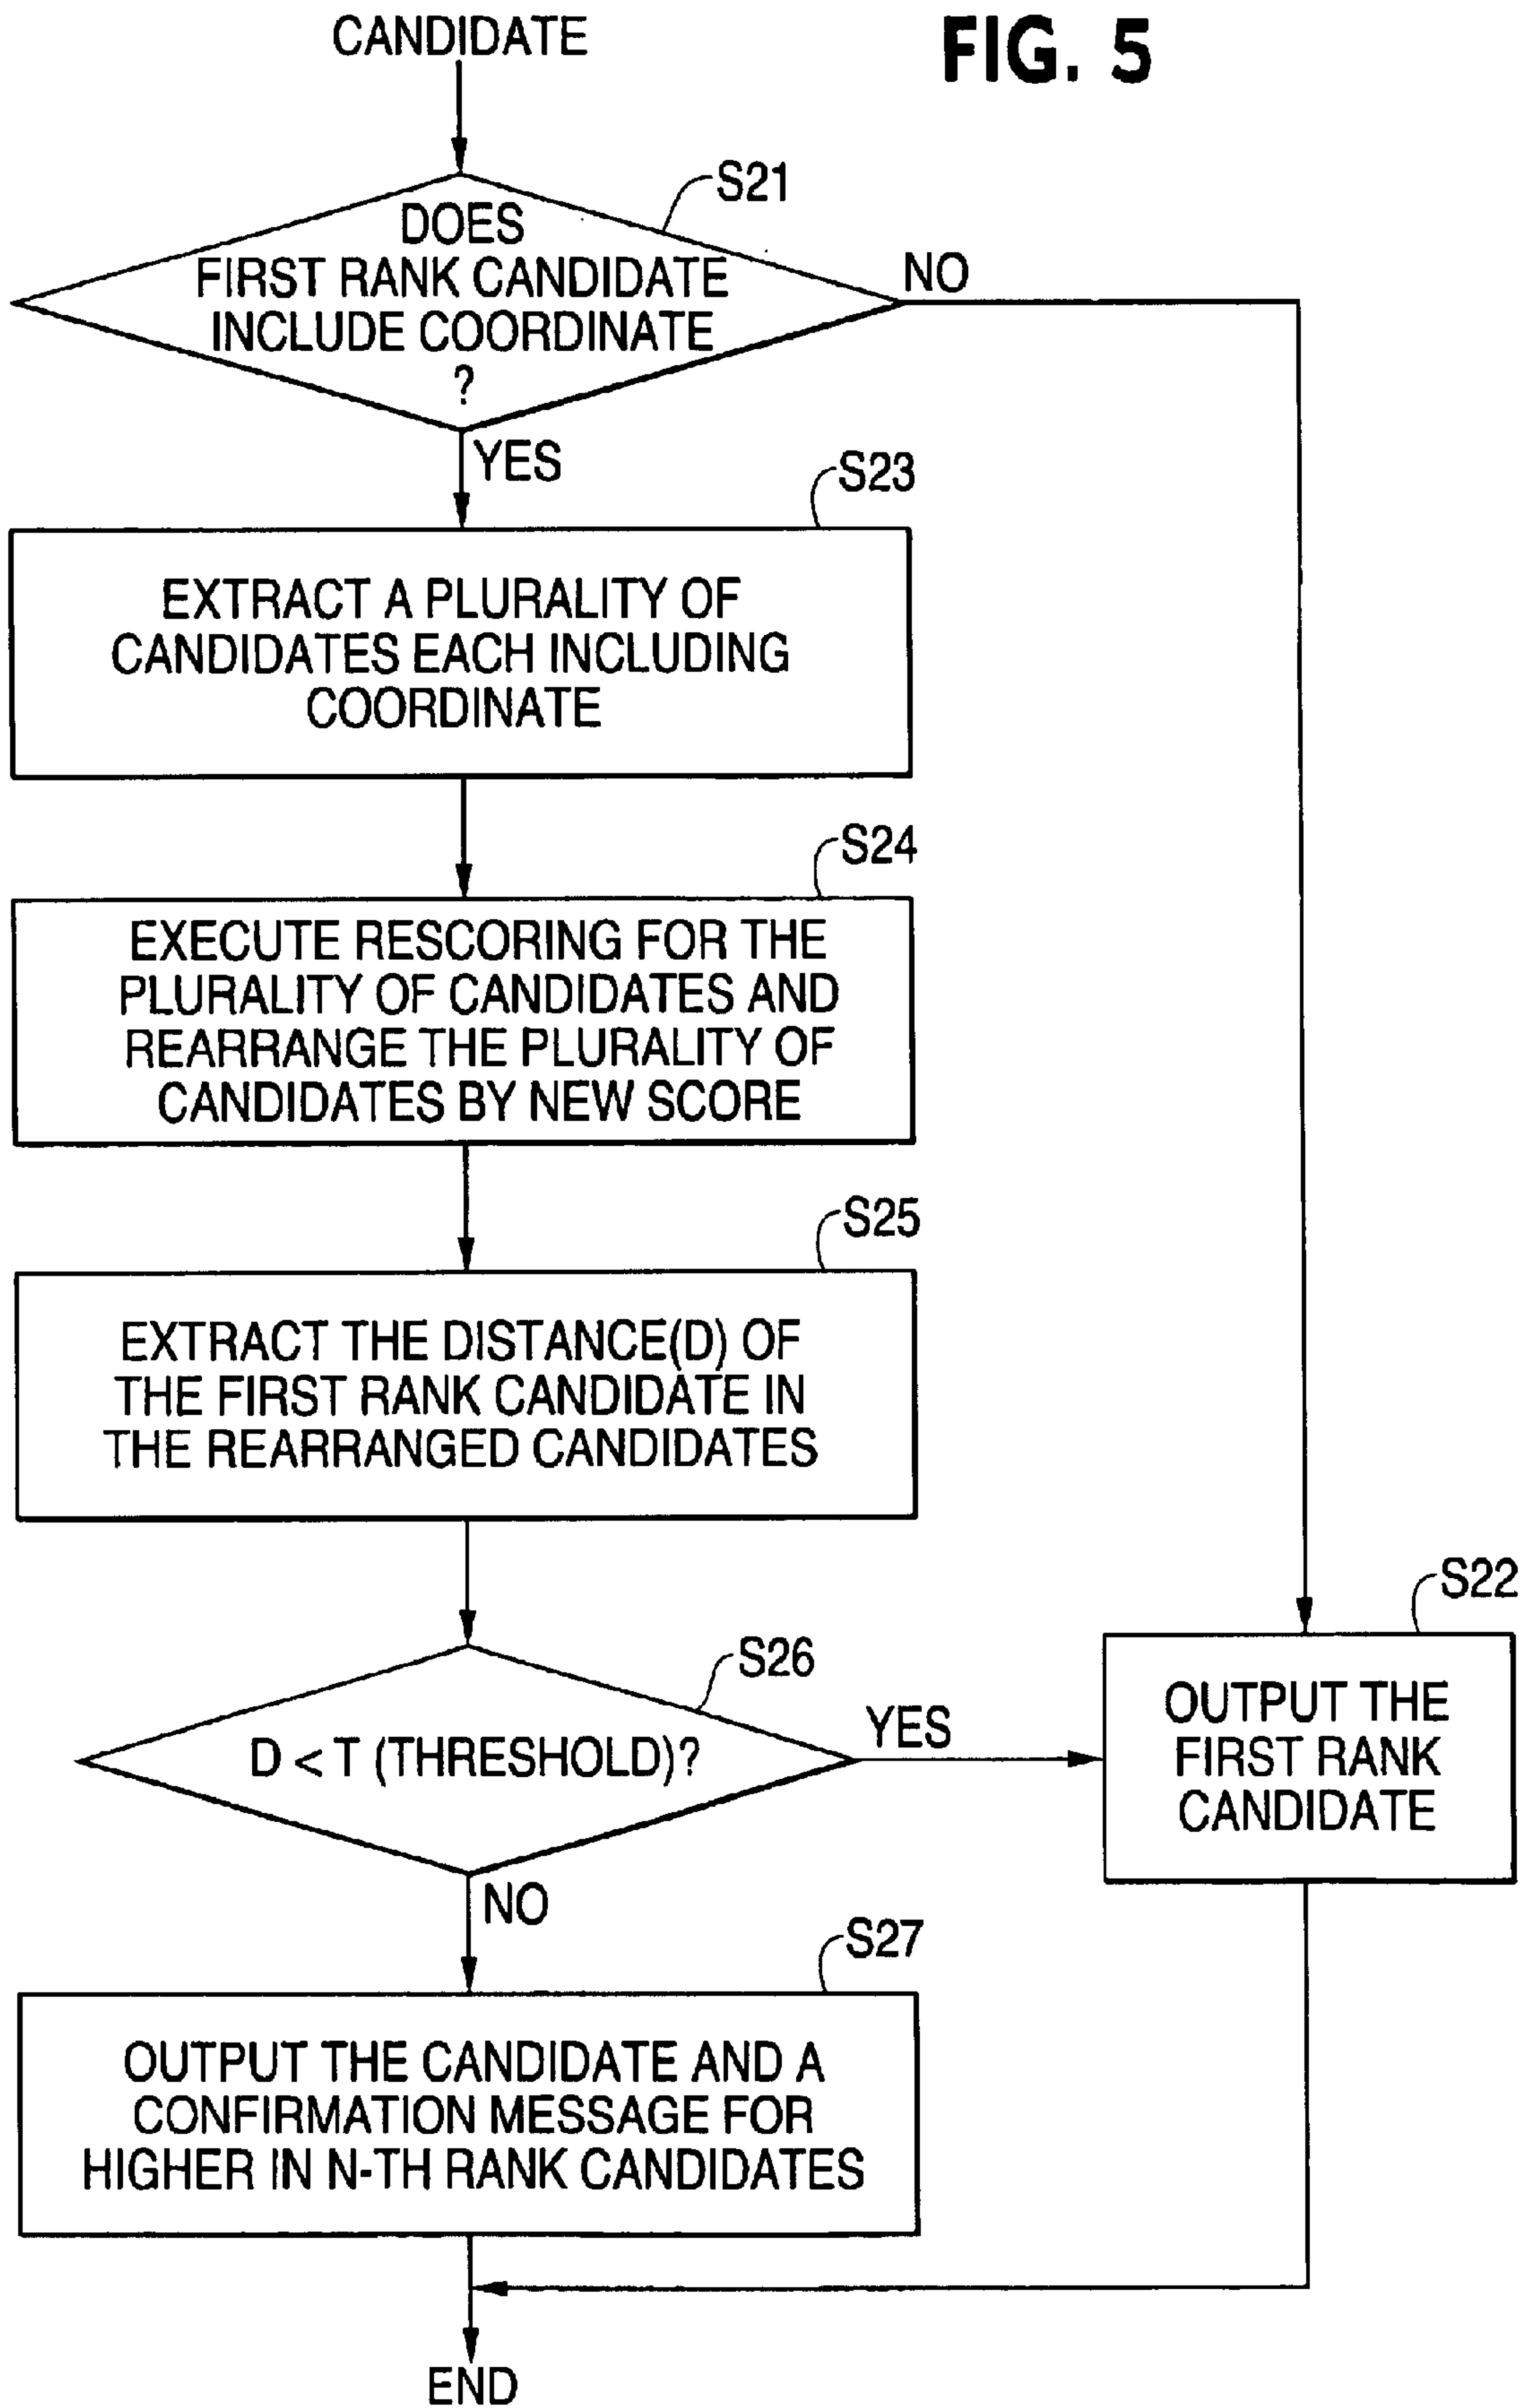 CANDIDATE
FIG. 5
S21
DOES
FIRST RANK CANDIDATE
INCLUDE COORDINATE
?
NO
YES
S23
EXTRACT A PLURALITY OF
CANDIDATES EACH INCLUDING
COORDINATE
S24
EXECUTE RESCORING FOR THE
PLURALITY OF CANDIDATES AND
REARRANGE THE PLURALITY OF
CANDIDATES BY NEW SCORE
S25
EXTRACT THE DISTANCE(D) OF
THE FIRST RANK CANDIDATE IN
THE REARRANGED CANDIDATES
S26
D < T (THRESHOLD)?
YES
S22
OUTPUT THE
FIRST RANK
CANDIDATE
NO
S27
OUTPUT THE CANDIDATE AND A
CONFIRMATION MESSAGE FOR
HIGHER IN N-TH RANK CANDIDATES
END